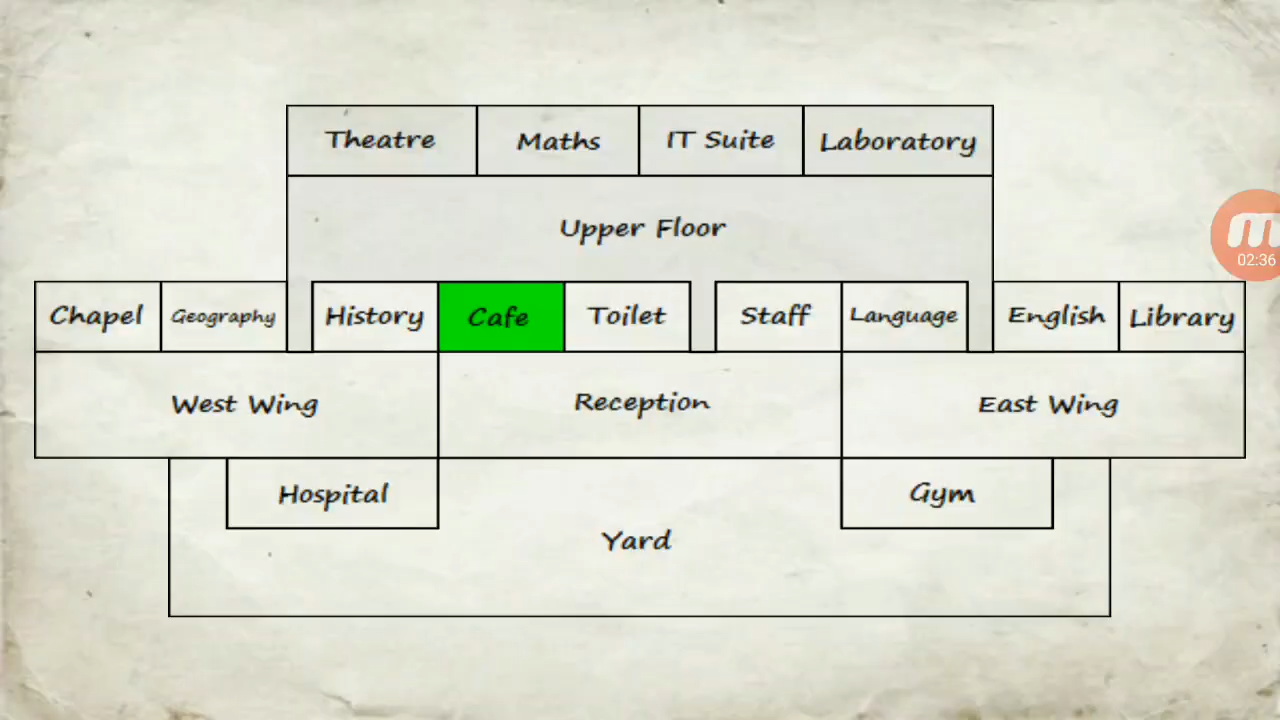 Theatre
Maths
IT Suite
Laboratory
Upper Floor
Chapel
Geography
History
Cafe
Toilet
Staff
Language
English
Library
West Wing
Reception
East Wing
Hospital
Gym
Yard
m
02:36